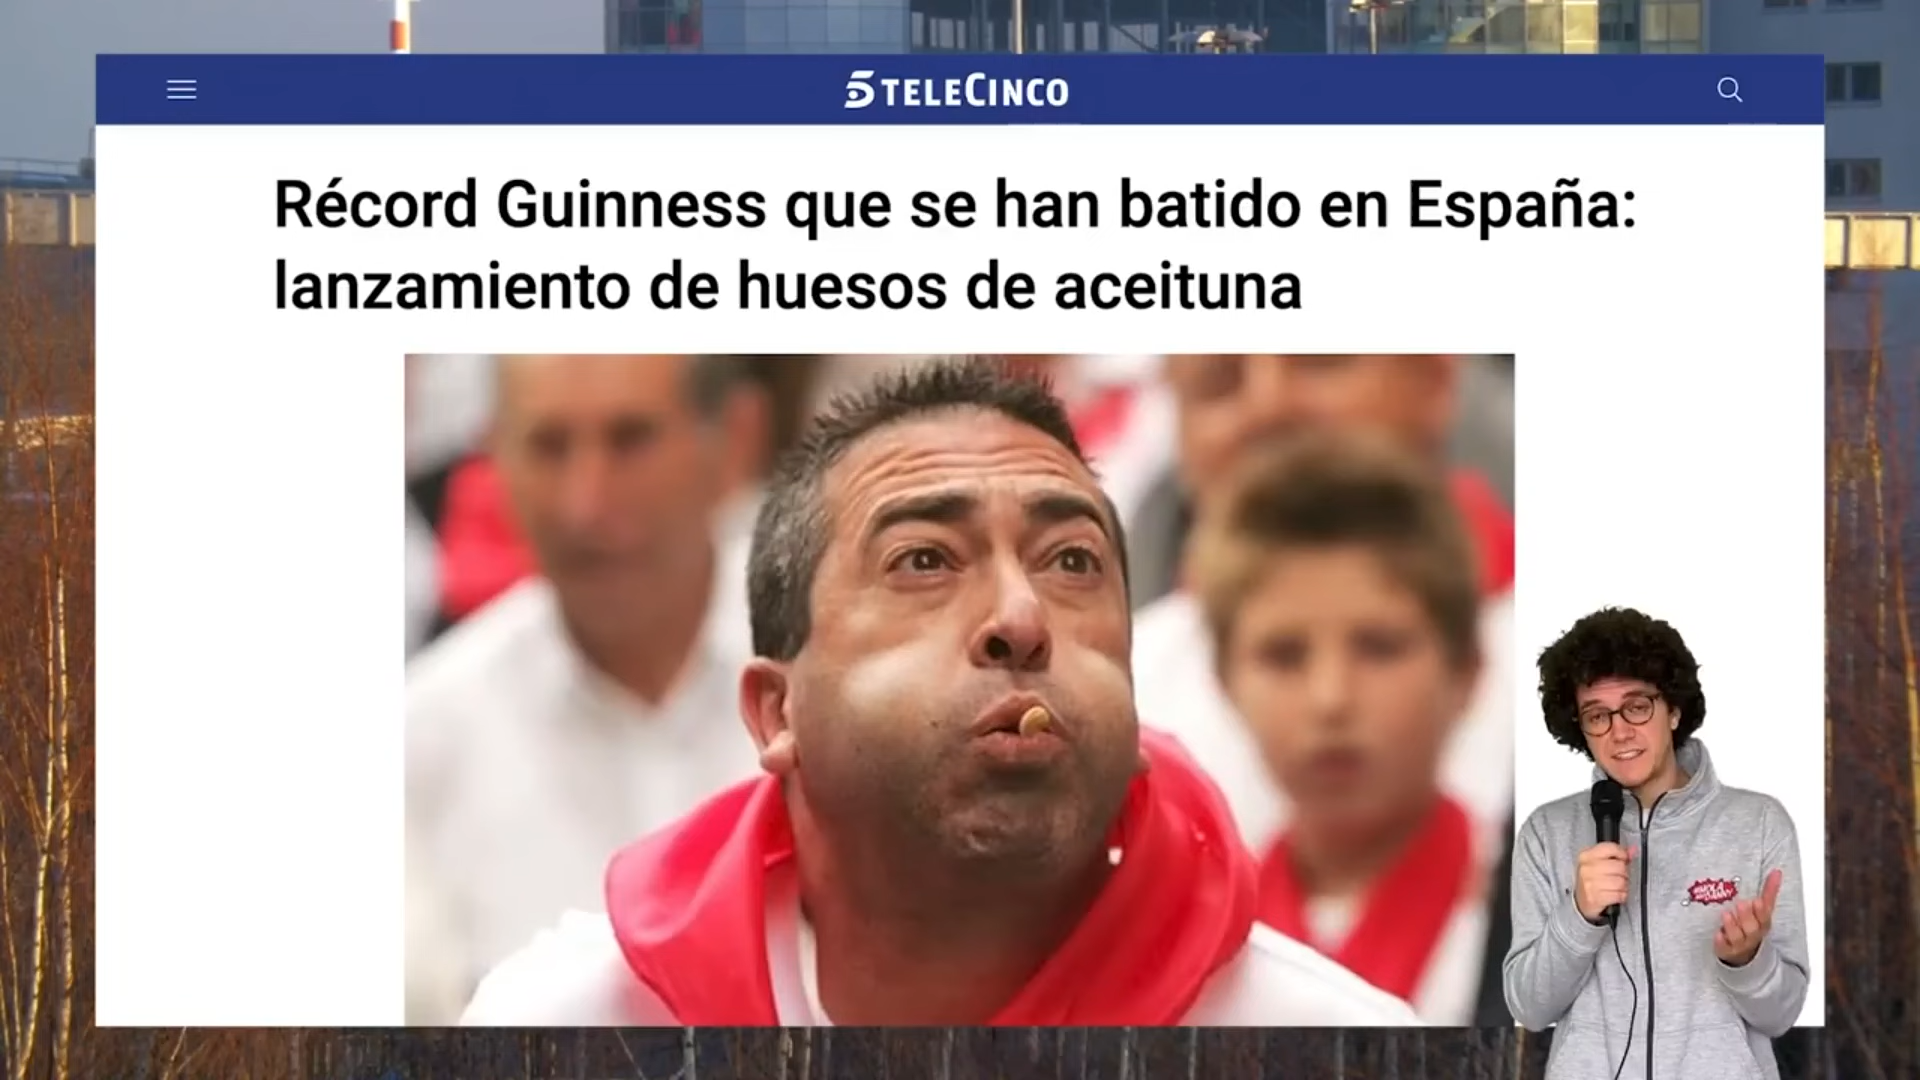 5 TELECINCO
Récord Guinness que se han batido en España:
lanzamiento de huesos de aceituna